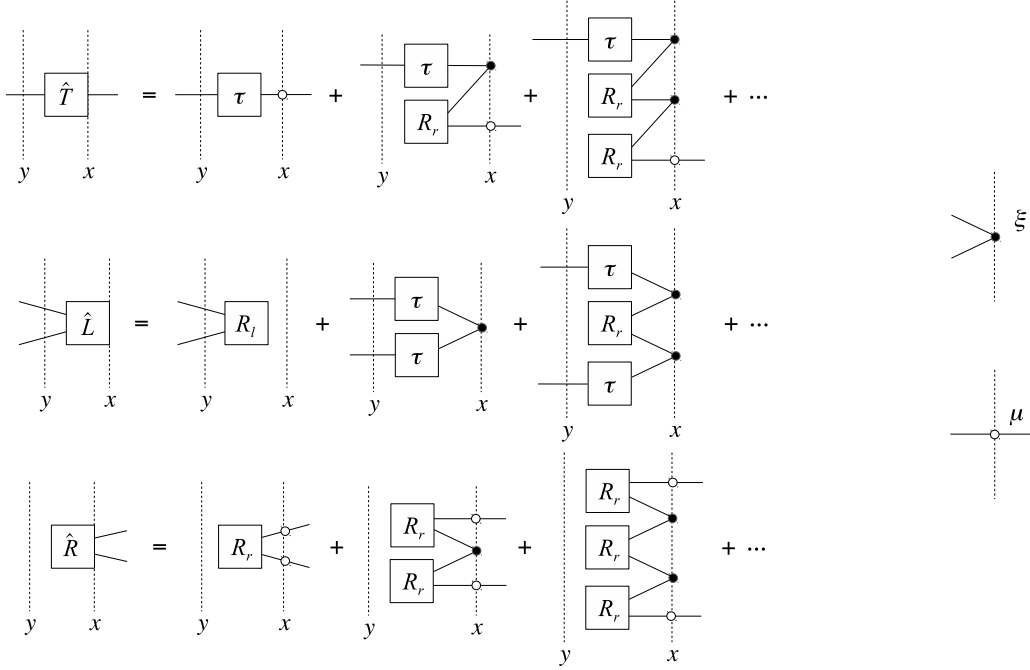 T̂ = τ + τ R_r + τ R_r R_r + ···
y x y x y x y x
ξ
L̂ = R_l + τ τ + τ R_r τ + ···
y x y x y x y x
μ
R̂ = R_r + R_r R_r + R_r R_r R_r + ···
y x y x y x y x